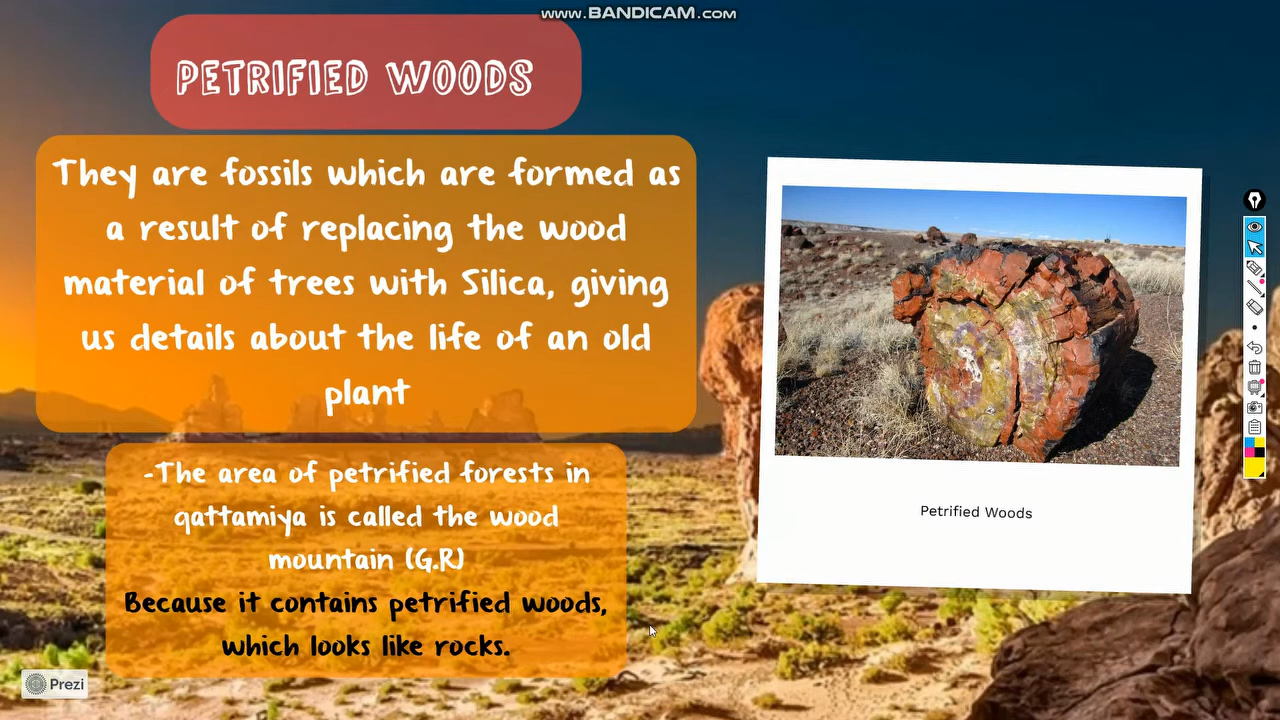 www.BANDICAM.com
PETRIFIED WOODS
They are fossils which are formed as
a result of replacing the wood
material of trees with Silica, giving
us details about the life of an old
plant
-The area of petrified forests in
qattamiya is called the wood
mountain (G.R)
Because it contains petrified woods,
which looks like rocks.
Petrified Woods
Prezi